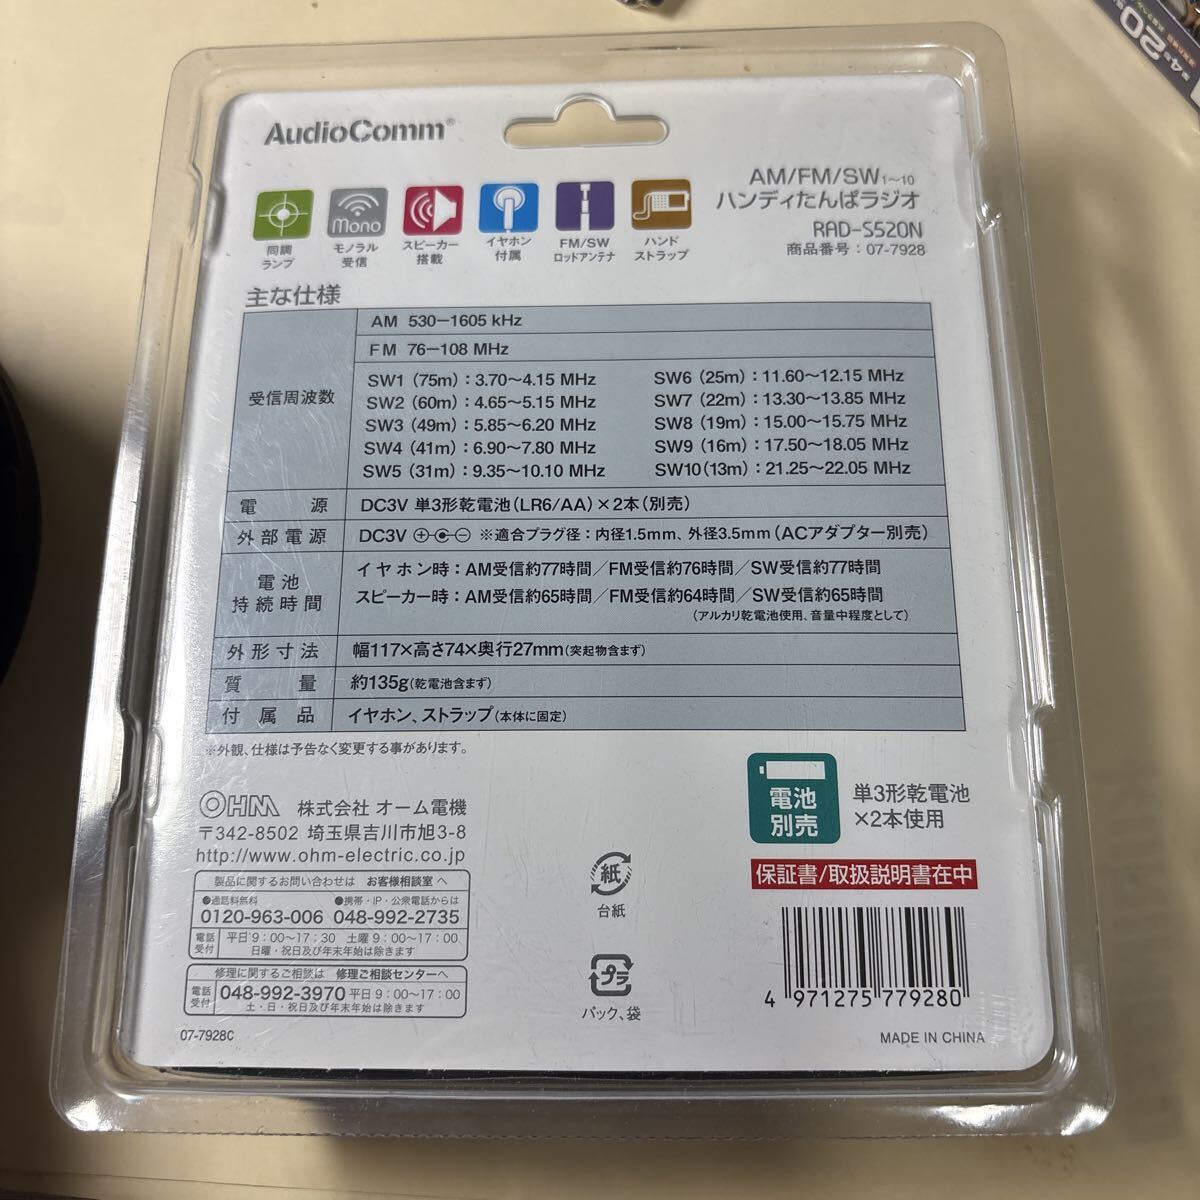 AudioComm®
AM/FM/SW1~10
ハンディたんぱラジオ
RAD-S520N
商品番号：07-7928
同調
ランプ
Mono
モノラル
受信
スピーカー
搭載
イヤホン
付属
FM/SW
ロッドアンテナ
ハンド
ストラップ
主な仕様
受信周波数
AM 530-1605 kHz
FM 76-108 MHz
SW1 (75m)：3.70～4.15 MHz
SW2 (60m)：4.65～5.15 MHz
SW3 (49m)：5.85～6.20 MHz
SW4 (41m)：6.90～7.80 MHz
SW5 (31m)：9.35～10.10 MHz
SW6 (25m)：11.60～12.15 MHz
SW7 (22m)：13.30～13.85 MHz
SW8 (19m)：15.00～15.75 MHz
SW9 (16m)：17.50～18.05 MHz
SW10(13m)：21.25～22.05 MHz
電源 DC3V 単3形乾電池(LR6/AA)×2本(別売)
外部電源 DC3V ※適合プラグ径：内径1.5mm、外径3.5mm(ACアダプター別売)
電池
持続時間
イヤホン時：AM受信約77時間／FM受信約76時間／SW受信約77時間
スピーカー時：AM受信約65時間／FM受信約64時間／SW受信約65時間
(アルカリ乾電池使用、音量中程度として)
外形寸法 幅117×高さ74×奥行27mm(突起物含まず)
質量 約135g(乾電池含まず)
付属品 イヤホン、ストラップ(本体に固定)
※外観、仕様は予告なく変更する事があります。
OHM 株式会社 オーム電機
〒342-8502 埼玉県吉川市旭3-8
http://www.ohm-electric.co.jp
製品に関するお問い合わせは お客様相談室へ
●通話料無料 ●携帯・IP・公衆電話からは
0120-963-006 048-992-2735
電話
受付
平日9：00～17：30 土曜9：00～17：00
日曜・祝日及び年末年始は除きます
修理に関するご相談は 修理ご相談センターへ
電話
受付
048-992-3970 平日9：00～17：00
土・日・祝日及び年末年始は除きます
07-7928C
紙
台紙
プラ
パック、袋
電池
別売
単3形乾電池
×2本使用
保証書/取扱説明書在中
4 971275 779280
MADE IN CHINA
20